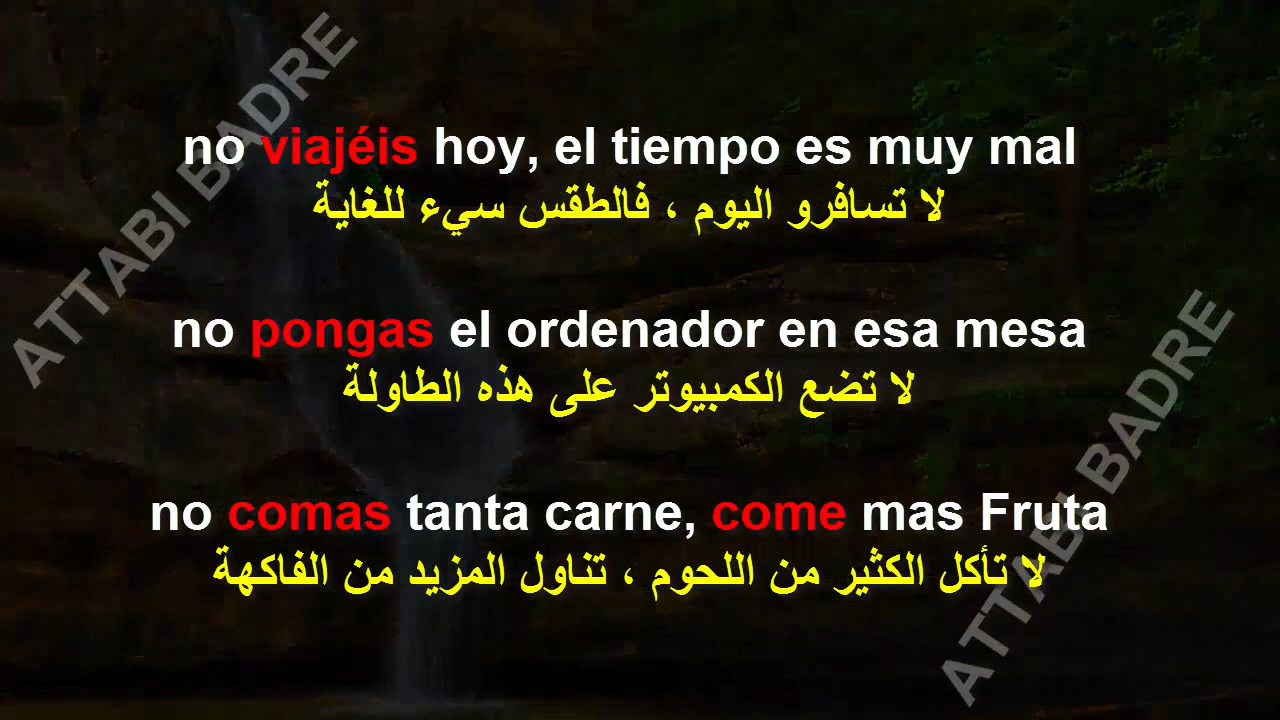 no viajéis hoy, el tiempo es muy mal
لا تسافرو اليوم ، فالطقس سيء للغاية
no pongas el ordenador en esa mesa
لا تضع الكمبيوتر على هذه الطاولة
no comas tanta carne, come mas Fruta
لا تأكل الكثير من اللحوم ، تناول المزيد من الفاكهة
ATTABI BADRE
ATTABI BADRE